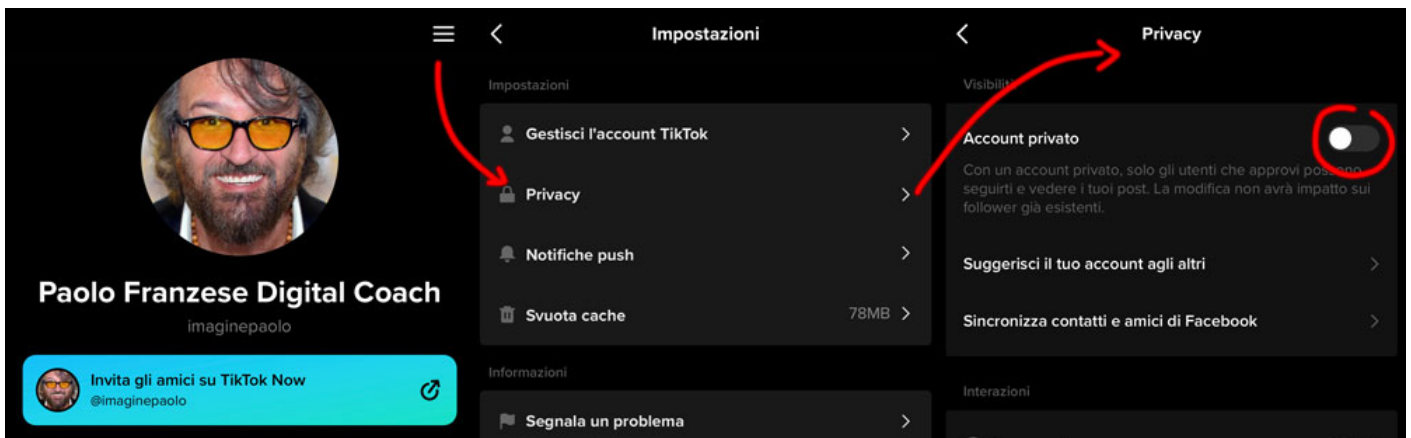 Paolo Franzese Digital Coach
imaginepaolo
Invita gli amici su TikTok Now
@imaginepaolo
Impostazioni
Impostazioni
Gestisci l'account TikTok
Privacy
Notifiche push
Svuota cache 78MB
Informazioni
Segnala un problema
Privacy
Visibilità
Account privato
Con un account privato, solo gli utenti che approvi possono
seguirti e vedere i tuoi post. La modifica non avrà impatto sui
follower già esistenti.
Suggerisci il tuo account agli altri
Sincronizza contatti e amici di Facebook
Interazioni